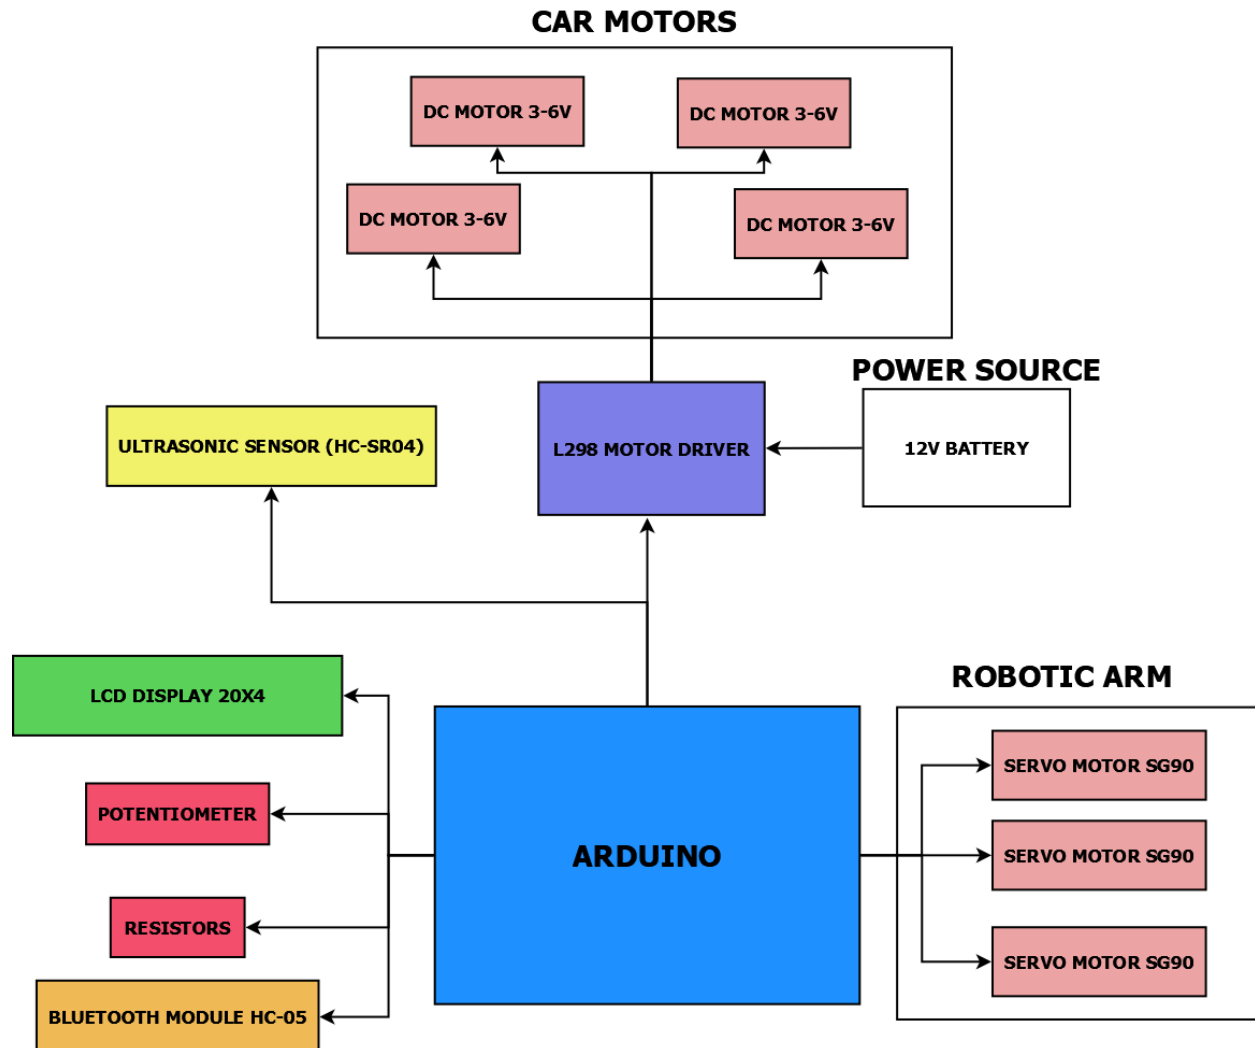 CAR MOTORS
DC MOTOR 3-6V
DC MOTOR 3-6V
DC MOTOR 3-6V
DC MOTOR 3-6V
POWER SOURCE
ULTRASONIC SENSOR (HC-SR04)
L298 MOTOR DRIVER
12V BATTERY
LCD DISPLAY 20X4
ROBOTIC ARM
SERVO MOTOR SG90
POTENTIOMETER
ARDUINO
SERVO MOTOR SG90
RESISTORS
SERVO MOTOR SG90
BLUETOOTH MODULE HC-05